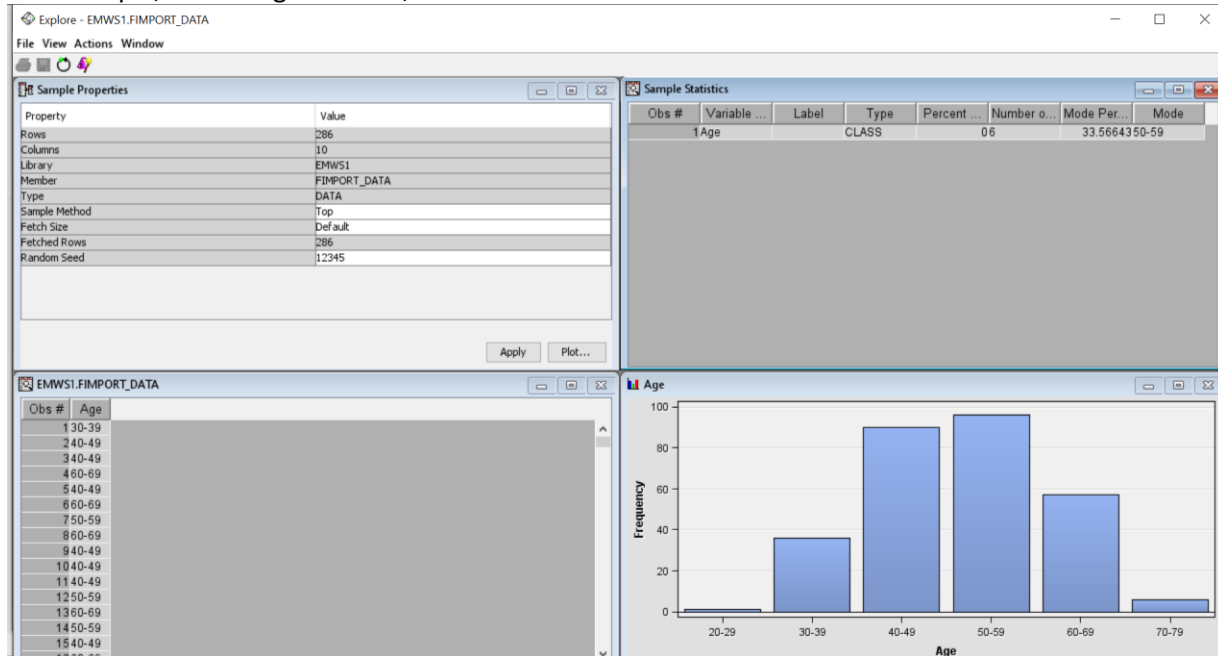 Explore - EMWS1.FIMPORT_DATA
File View Actions Window
Sample Properties
Property Value
Rows 286
Columns 10
Library EMWS1
Member FIMPORT_DATA
Type DATA
Sample Method Top
Fetch Size Default
Fetched Rows 286
Random Seed 12345
Apply Plot...
Sample Statistics
Obs # Variable ... Label Type Percent ... Number o... Mode Per... Mode
1 Age CLASS 0 6 33.56643 50-59
EMWS1.FIMPORT_DATA
Obs # Age
1 30-39
2 40-49
3 40-49
4 60-69
5 40-49
6 60-69
7 50-59
8 60-69
9 40-49
10 40-49
11 40-49
12 50-59
13 60-69
14 50-59
15 40-49
Age
100
80
60
40
20
0
Frequency
20-29 30-39 40-49 50-59 60-69 70-79
Age